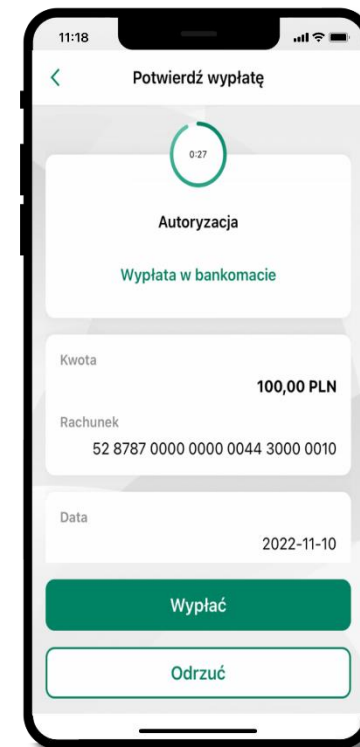 11:18
Potwierdź wypłatę
0:27
Autoryzacja
Wypłata w bankomacie
Kwota
100,00 PLN
Rachunek
52 8787 0000 0000 0044 3000 0010
Data
2022-11-10
Wypłać
Odrzuć